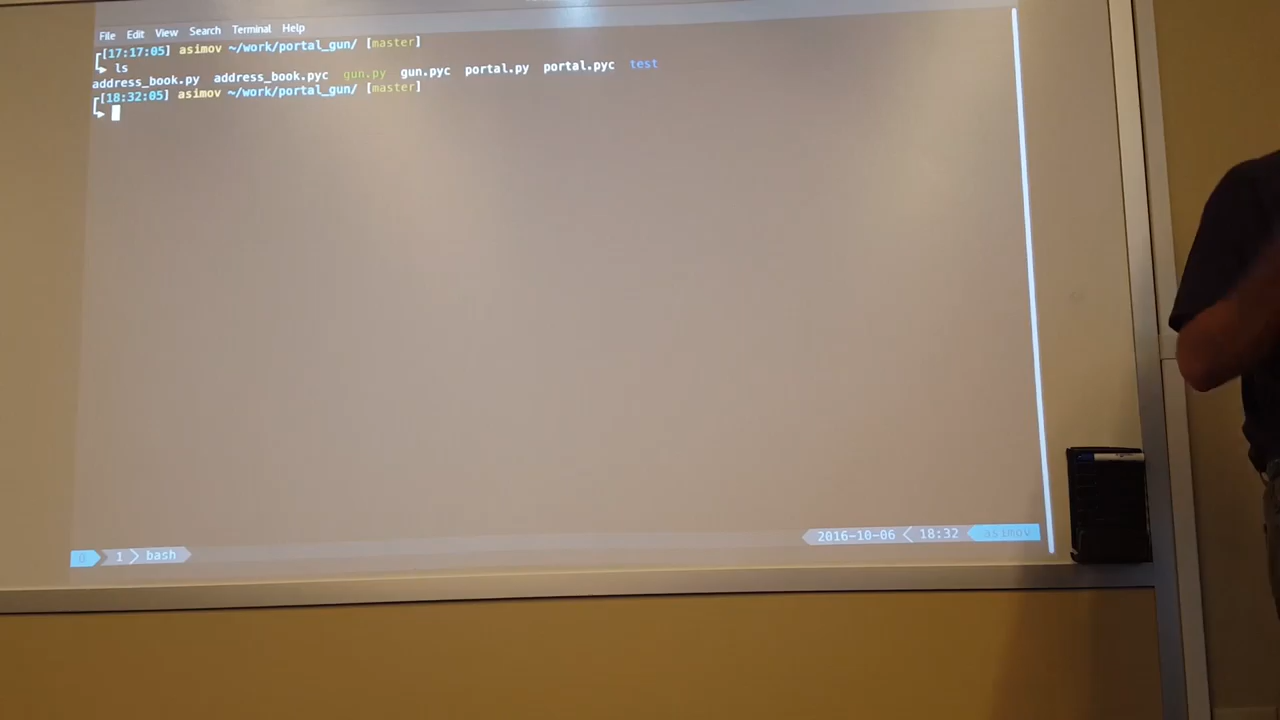 File Edit View Search Terminal Help
[17:17:05] asimov ~/work/portal_gun/ [master]
ls
address_book.py address_book.pyc gun.py gun.pyc portal.py portal.pyc test
[18:32:05] asimov ~/work/portal_gun/ [master]
0 1 bash 2016-10-06 18:32 asimov